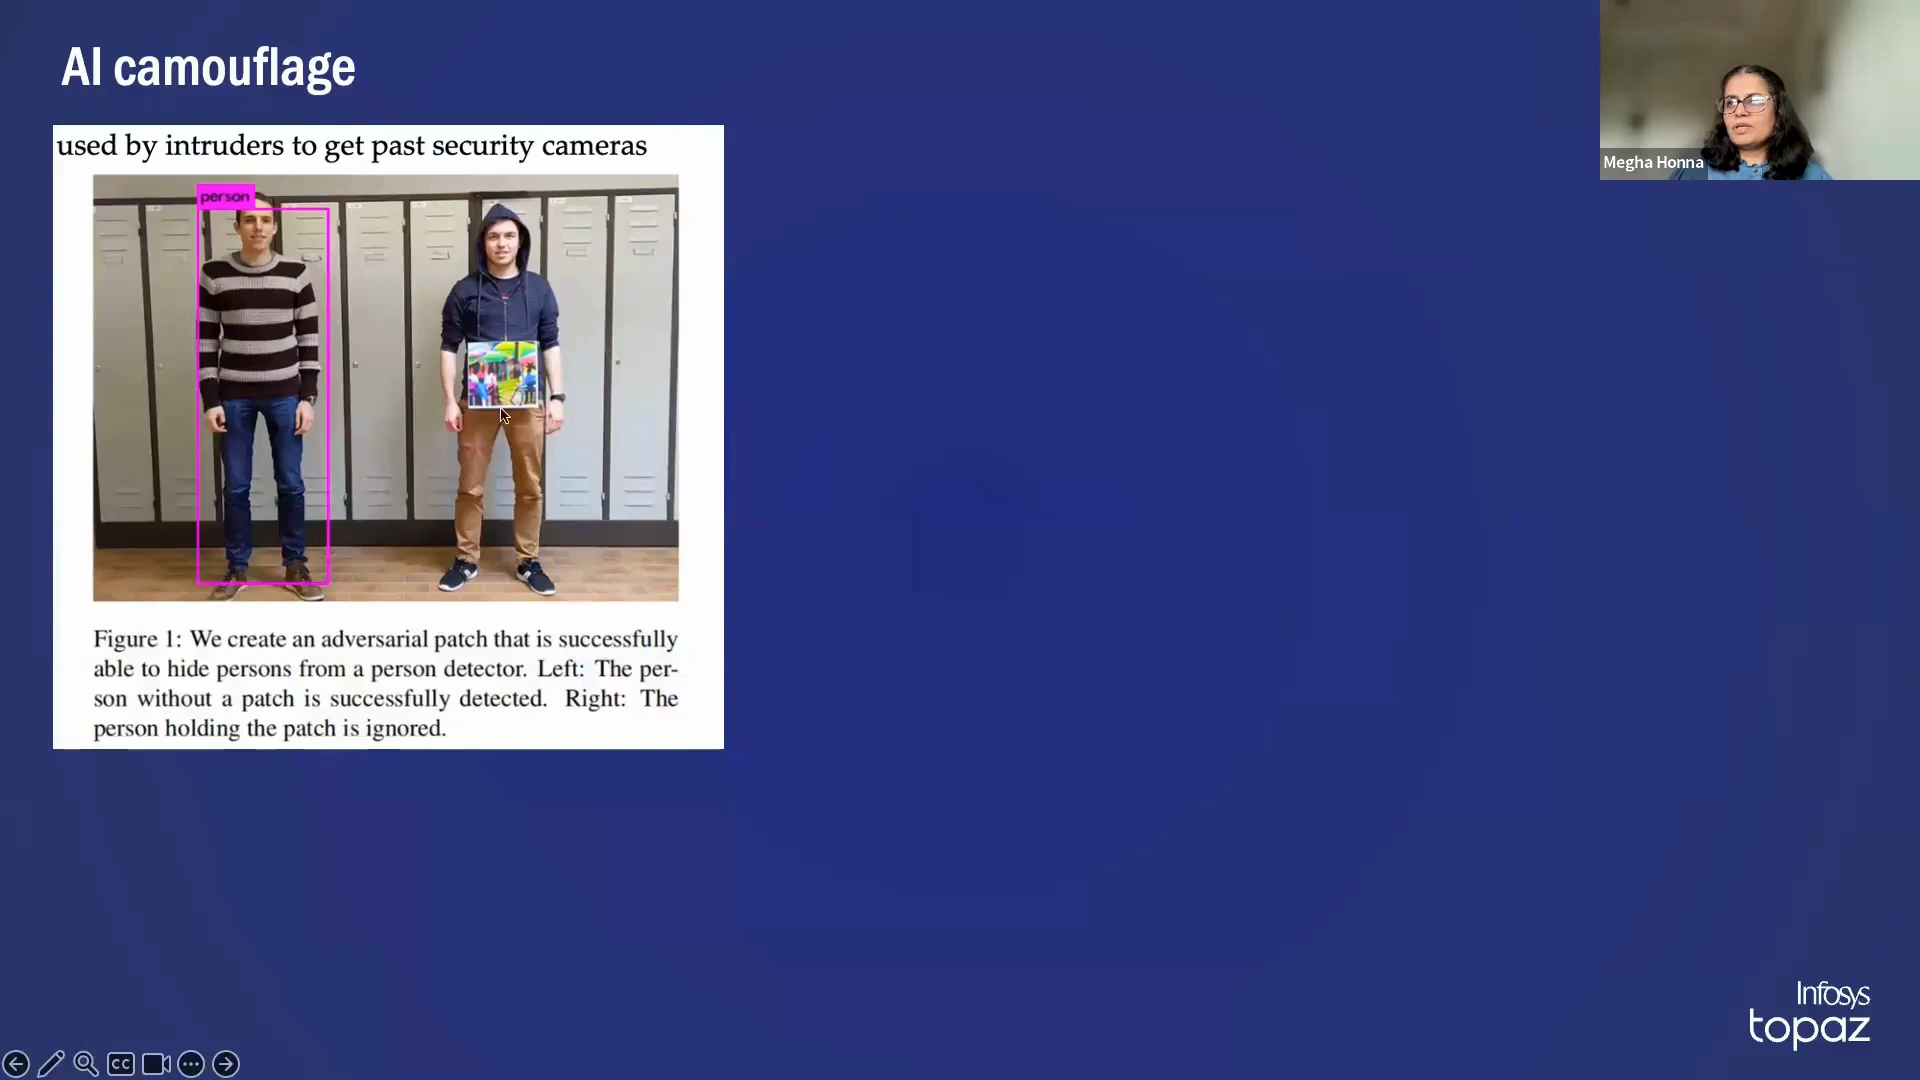 AI camouflage
used by intruders to get past security cameras
person
Figure 1: We create an adversarial patch that is successfully
able to hide persons from a person detector. Left: The per-
son without a patch is successfully detected. Right: The
person holding the patch is ignored.
Megha Honna
Infosys
topaz
CC